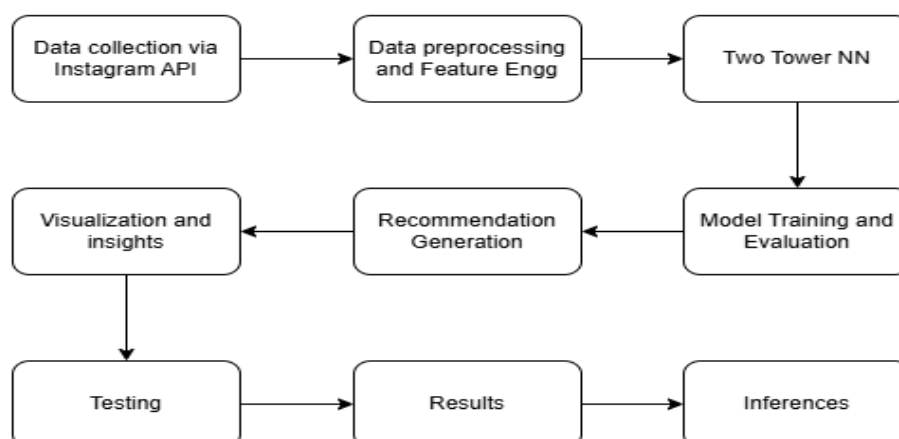 Data collection via
Instagram API
Data preprocessing
and Feature Engg
Two Tower NN
Visualization and
insights
Recommendation
Generation
Model Training and
Evaluation
Testing
Results
Inferences